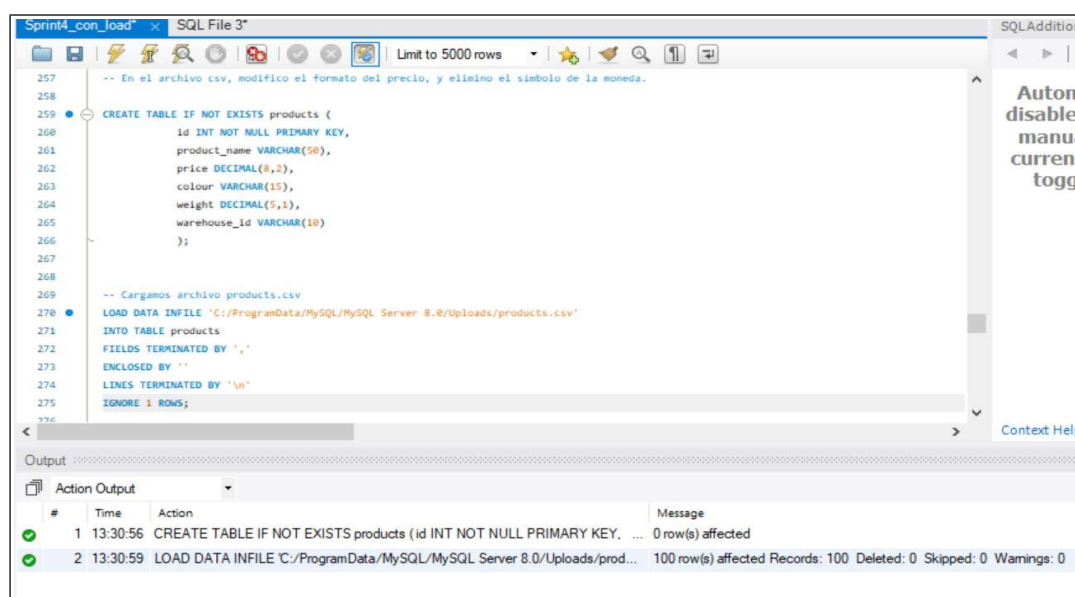 Sprint4_con_load* × SQL File 3*
SQLAdditio
Limit to 5000 rows
257 -- En el archivo csv, modifico el formato del precio, y elimino el simbolo de la moneda.
258
259 CREATE TABLE IF NOT EXISTS products (
260 id INT NOT NULL PRIMARY KEY,
261 product_name VARCHAR(50),
262 price DECIMAL(8,2),
263 colour VARCHAR(15),
264 weight DECIMAL(5,1),
265 warehouse_id VARCHAR(10)
266 );
267
268
269 -- Cargamos archivo products.csv
270 LOAD DATA INFILE 'C:/ProgramData/MySQL/MySQL Server 8.0/Uploads/products.csv'
271 INTO TABLE products
272 FIELDS TERMINATED BY ','
273 ENCLOSED BY ''
274 LINES TERMINATED BY '\n'
275 IGNORE 1 ROWS;
276
Autom
disable
manua
curren
togg
Context Hel
Output
Action Output
# Time Action Message
1 13:30:56 CREATE TABLE IF NOT EXISTS products ( id INT NOT NULL PRIMARY KEY, ... 0 row(s) affected
2 13:30:59 LOAD DATA INFILE 'C:/ProgramData/MySQL/MySQL Server 8.0/Uploads/prod... 100 row(s) affected Records: 100 Deleted: 0 Skipped: 0 Warnings: 0